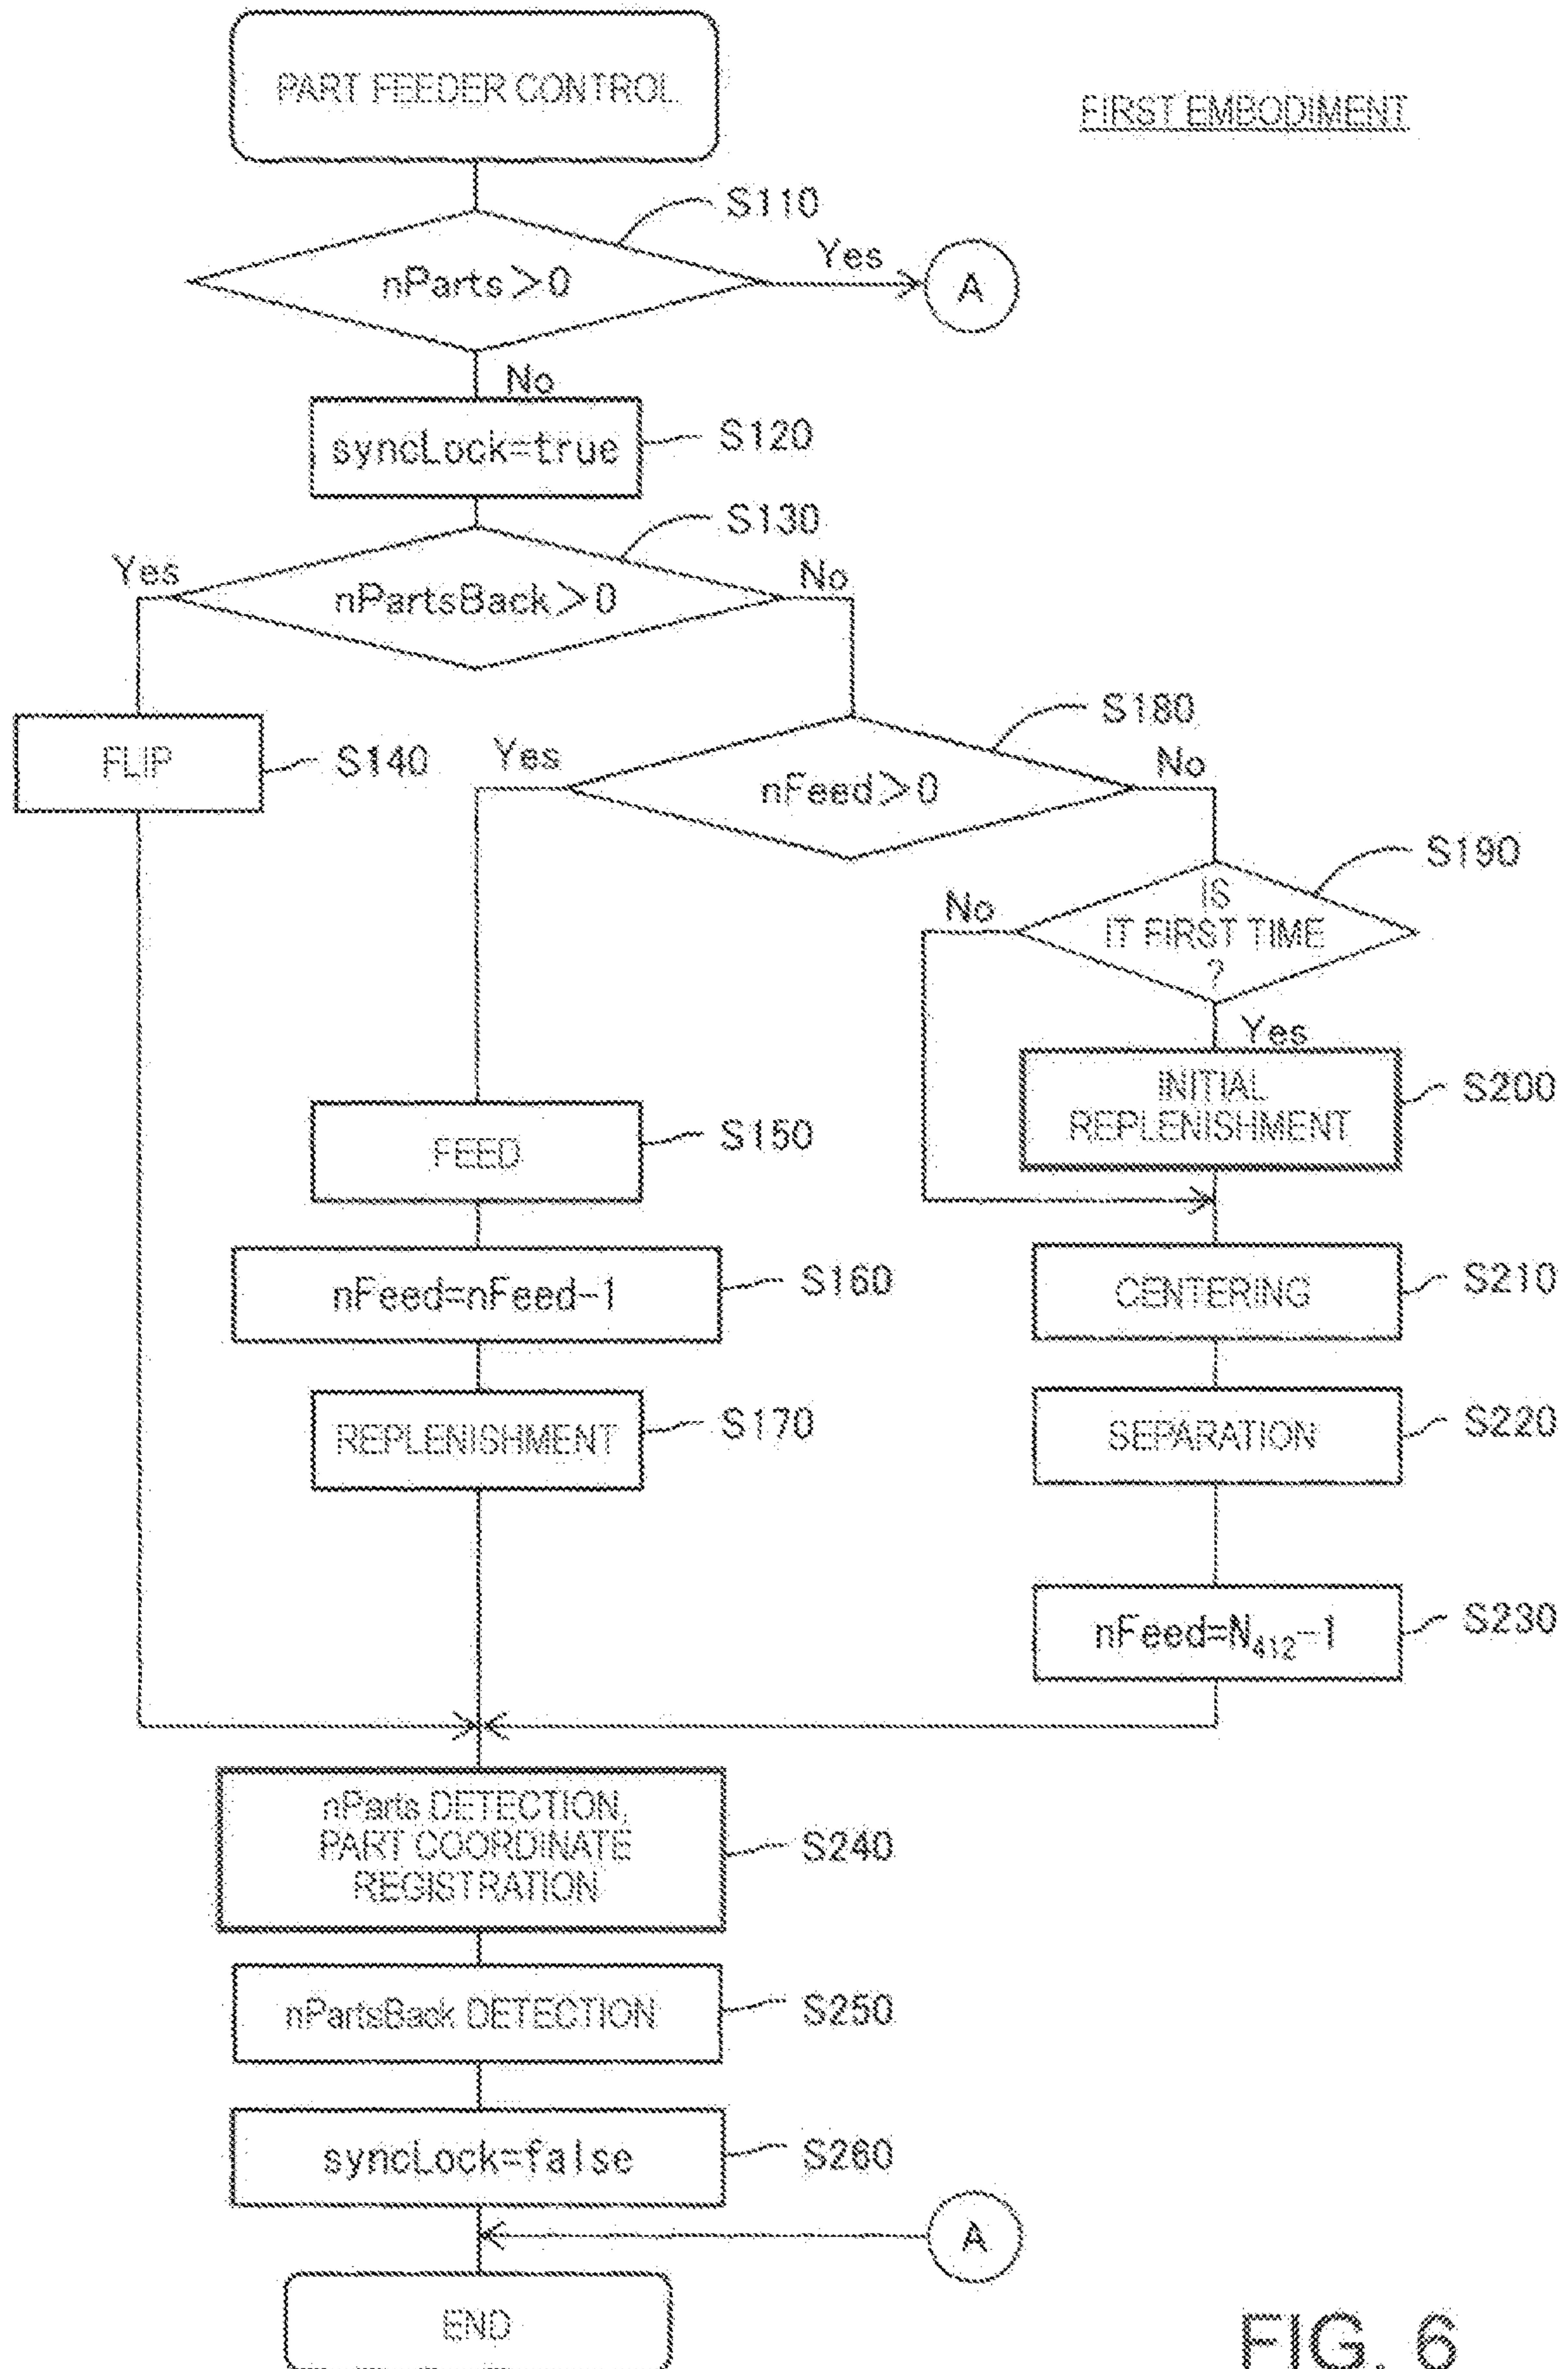 PART FEEDER CONTROL
FIRST EMBODIMENT
S110
nParts>0
Yes
A
No
syncLock=true
S120
S130
Yes
nPartsBack>0
No
S180
FLIP
S140
Yes
nFeed>0
No
S190
No
IS
IT FIRST TIME
?
Yes
INITIAL
REPLENISHMENT
S200
FEED
S150
nFeed=nFeed-1
S160
CENTERING
S210
REPLENISHMENT
S170
SEPARATION
S220
nFeed=N412-1
S230
nParts DETECTION,
PART COORDINATE
REGISTRATION
S240
nPartsBack DETECTION
S250
syncLock=false
S260
A
END
FIG. 6